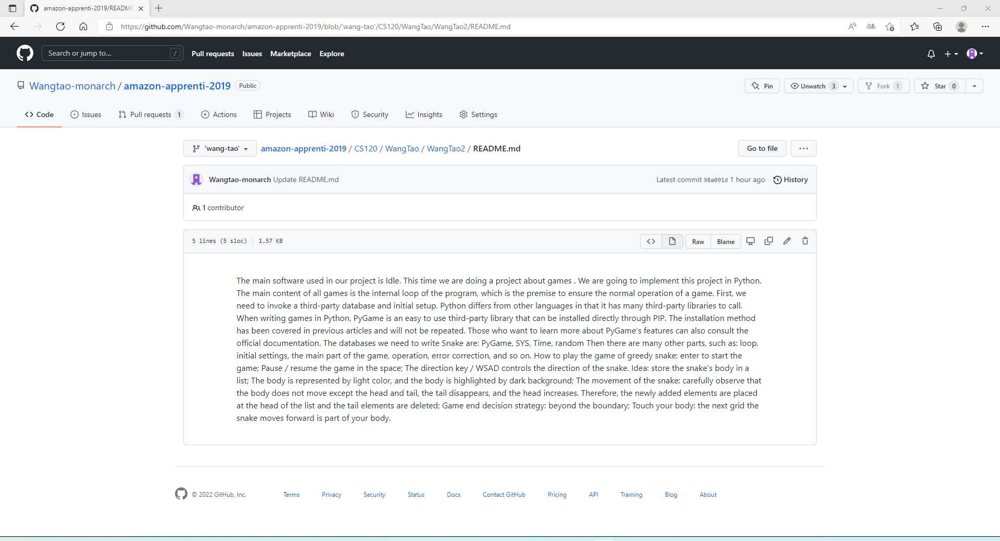 amazon-apprenti-2019/README
https://github.com/Wangtao-monarch/amazon-apprenti-2019/blob/'wang-tao'/CS120/WangTao/WangTao2/README.md
Search or jump to... / Pull requests Issues Marketplace Explore
Wangtao-monarch / amazon-apprenti-2019 Public Pin Unwatch 3 Fork 1 Star 0
Code Issues Pull requests 1 Actions Projects Wiki Security Insights Settings
'wang-tao' amazon-apprenti-2019 / CS120 / WangTao / WangTao2 / README.md Go to file ...
Wangtao-monarch Update README.md Latest commit 98a091d 1 hour ago History
1 contributor
5 lines (5 sloc) 1.57 KB Raw Blame
The main software used in our project is Idle. This time we are doing a project about games . We are going to implement this project in Python.
The main content of all games is the internal loop of the program, which is the premise to ensure the normal operation of a game. First, we
need to invoke a third-party database and initial setup. Python differs from other languages in that it has many third-party libraries to call.
When writing games in Python, PyGame is an easy to use third-party library that can be installed directly through PIP. The installation method
has been covered in previous articles and will not be repeated. Those who want to learn more about PyGame's features can also consult the
official documentation. The databases we need to write Snake are: PyGame, SYS, Time, random Then there are many other parts, such as: loop,
initial settings, the main part of the game, operation, error correction, and so on. How to play the game of greedy snake: enter to start the
game; Pause / resume the game in the space; The direction key / WSAD controls the direction of the snake. Idea: store the snake's body in a
list; The body is represented by light color, and the body is highlighted by dark background; The movement of the snake: carefully observe that
the body does not move except the head and tail, the tail disappears, and the head increases. Therefore, the newly added elements are placed
at the head of the list and the tail elements are deleted; Game end decision strategy: beyond the boundary; Touch your body: the next grid the
snake moves forward is part of your body.
© 2022 GitHub, Inc. Terms Privacy Security Status Docs Contact GitHub Pricing API Training Blog About